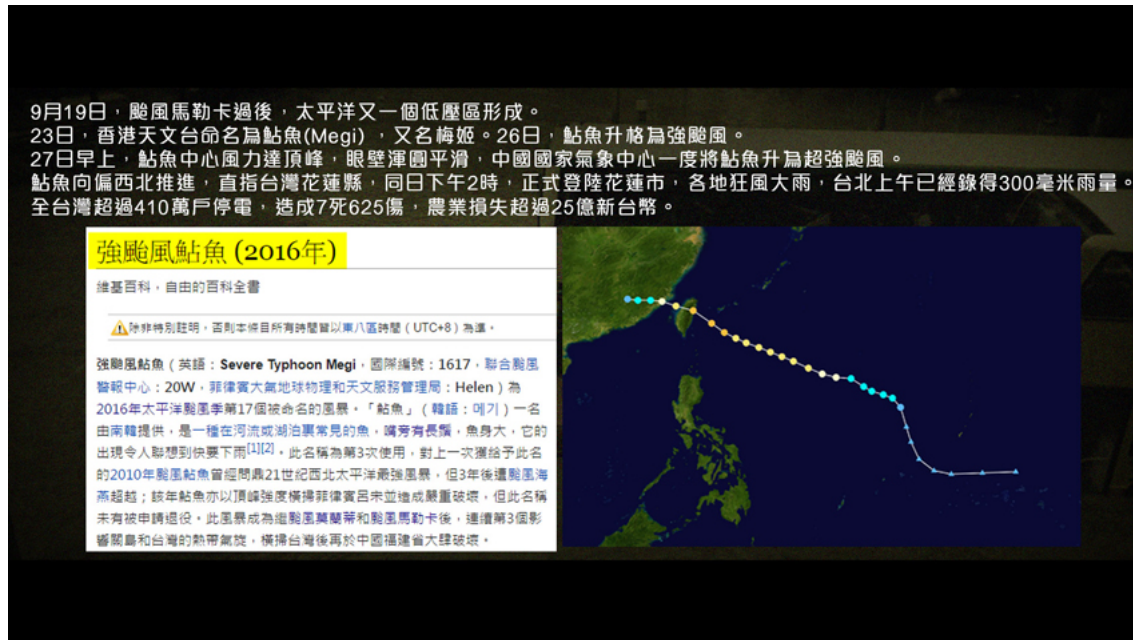 9月19日，颱風馬勒卡過後，太平洋又一個低壓區形成。
23日，香港天文台命名為鮎魚(Megi) ，又名梅姬。26日，鮎魚升格為強颱風。
27日早上，鮎魚中心風力達頂峰，眼壁渾圓平滑，中國國家氣象中心一度將鮎魚升為超強颱風。
鮎魚向偏西北推進，直指台灣花蓮縣，同日下午2時，正式登陸花蓮市，各地狂風大雨，台北上午已經錄得300毫米雨量。
全台灣超過410萬戶停電，造成7死625傷，農業損失超過25億新台幣。
強颱風鮎魚 (2016年)
維基百科，自由的百科全書
除非特別註明，否則本條目所有時間皆以東八區時間（UTC+8）為準。
強颱風鮎魚（英語：Severe Typhoon Megi，國際編號：1617，聯合颱風
警報中心：20W，菲律賓大氣地球物理和天文服務管理局：Helen）為
2016年太平洋颱風季第17個被命名的風暴。「鮎魚」（韓語：메기）一名
由南韓提供，是一種在河流或湖泊裏常見的魚，嘴旁有長鬚，魚身大，它的
出現令人聯想到快要下雨[1][2]。此名稱為第3次使用，對上一次獲給予此名
的2010年颱風鮎魚曾經問鼎21世紀西北太平洋最強風暴，但3年後遭颱風海
燕超越；該年鮎魚亦以頂峰強度橫掃菲律賓呂宋並造成嚴重破壞，但此名稱
未有被申請退役。此風暴成為繼颱風莫蘭蒂和颱風馬勒卡後，連續第3個影
響關島和台灣的熱帶氣旋，橫掃台灣後再於中國福建省大肆破壞。